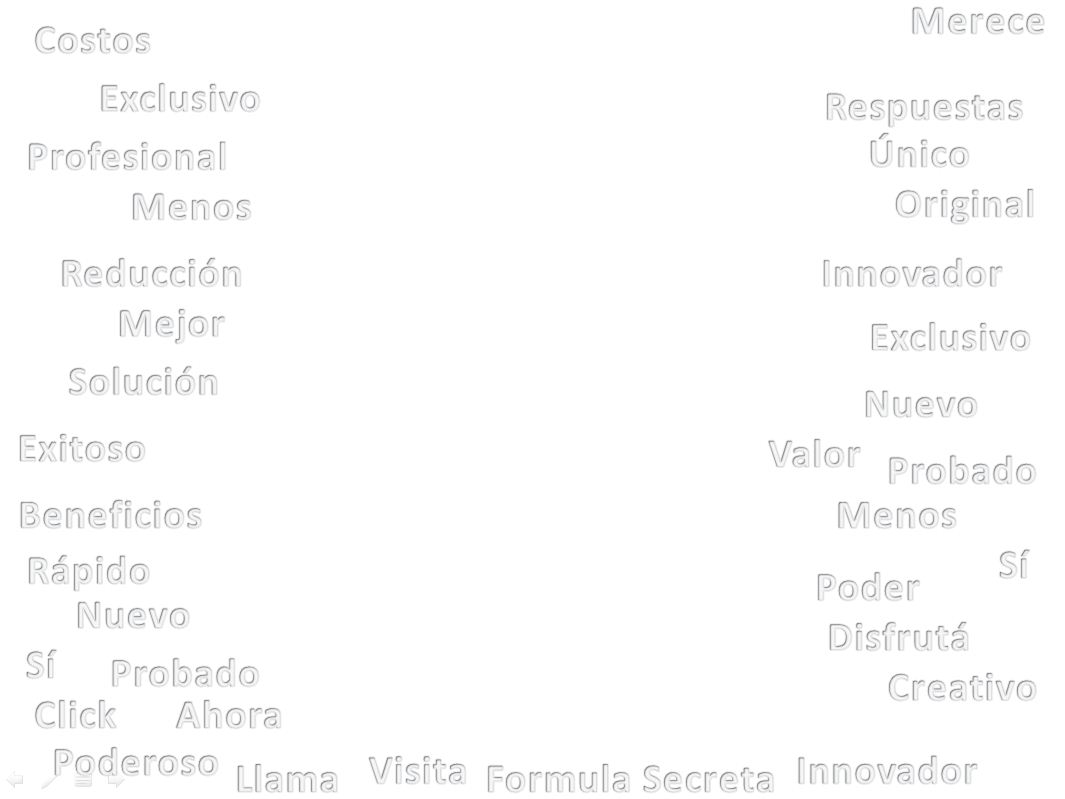 Costos
Exclusivo
Profesional
Menos
Reducción
Mejor
Solución
Exitoso
Beneficios
Rápido
Nuevo
Sí Probado
Click Ahora
Poderoso Llama Visita Formula Secreta Innovador
Merece
Respuestas
Único
Original
Innovador
Exclusivo
Nuevo
Valor Probado
Menos
Sí
Poder
Disfrutá
Creativo